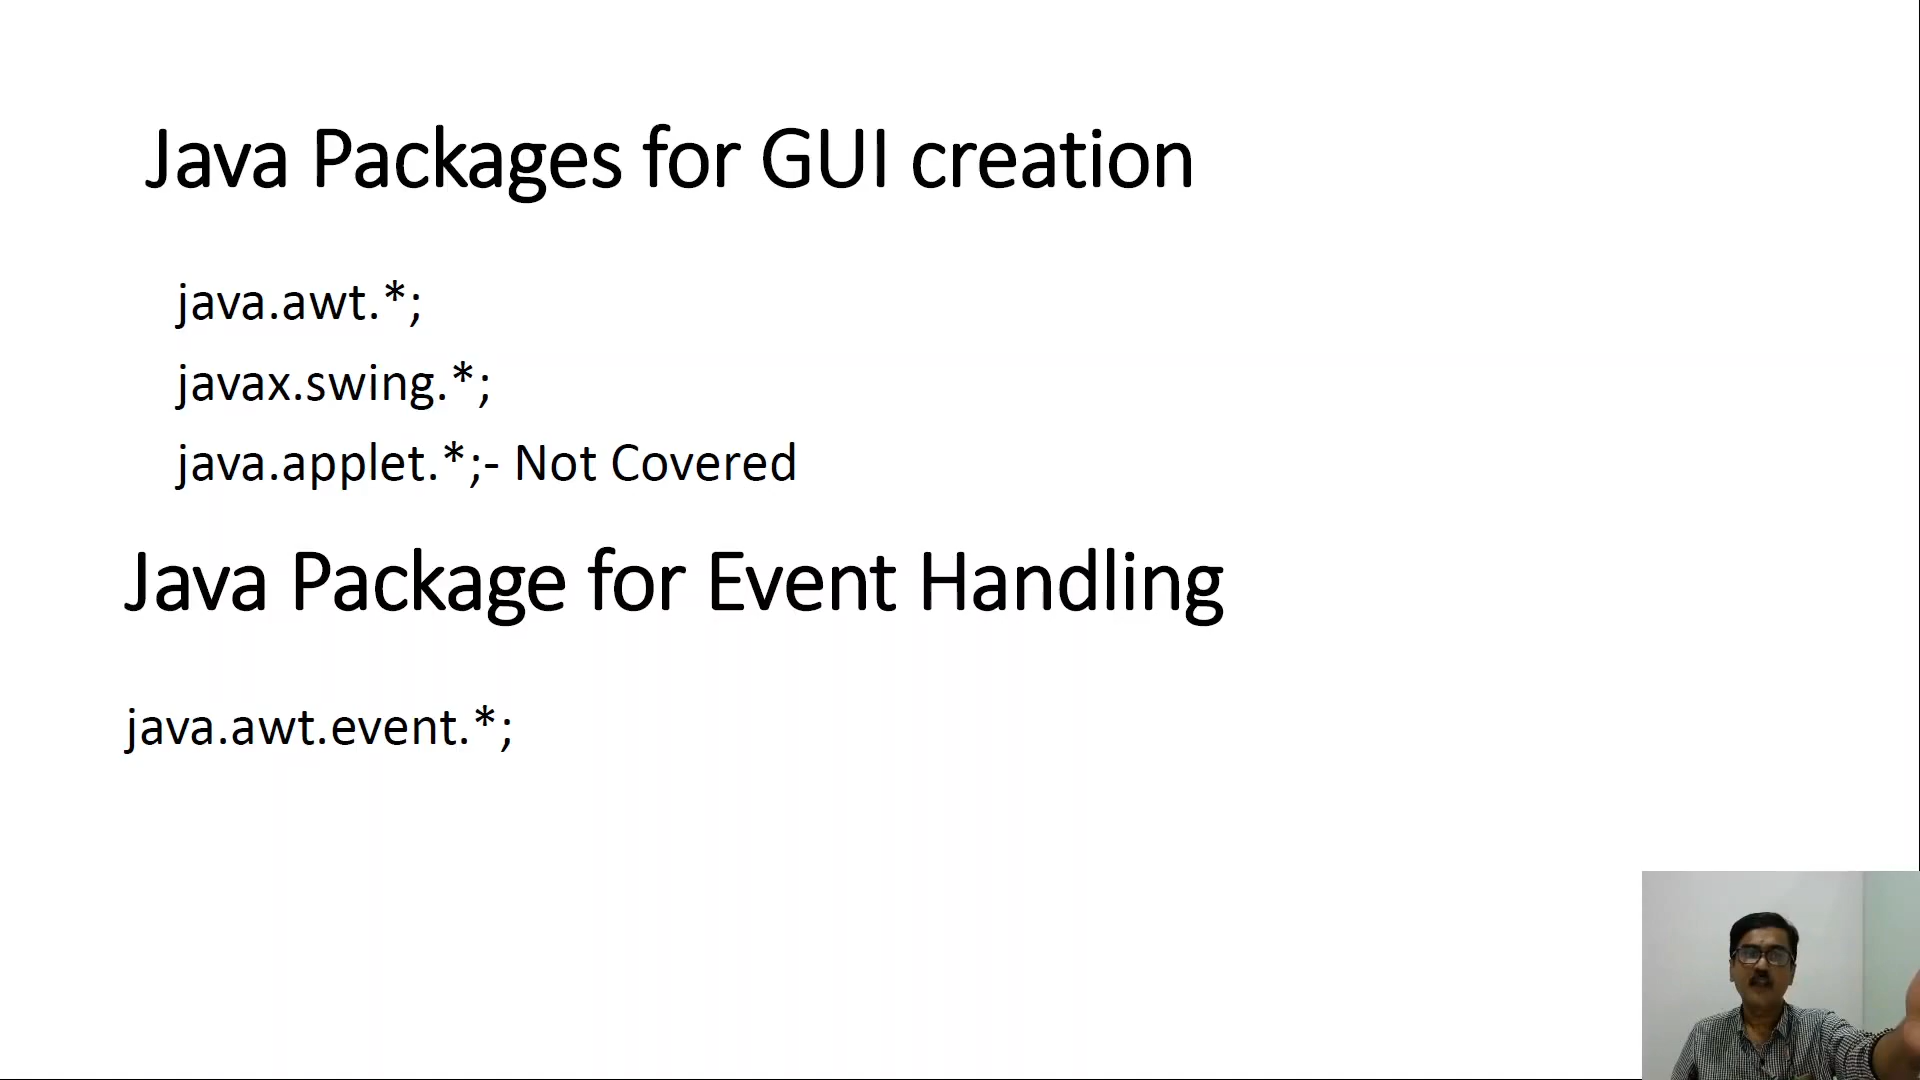 Java Packages for GUI creation
java.awt.*;
javax.swing.*;
java.applet.*;- Not Covered
Java Package for Event Handling
java.awt.event.*;